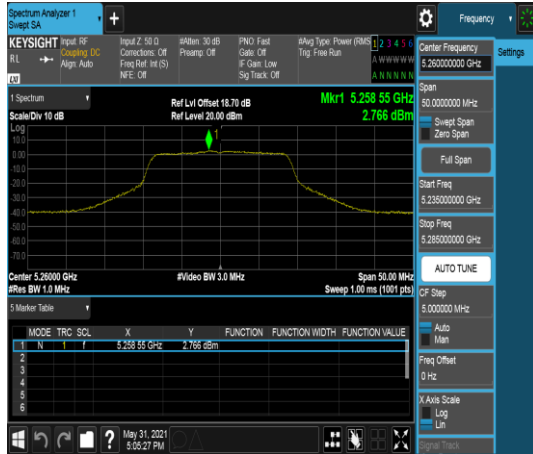 Spectrum Analyzer 1
Swept SA
+
Frequency
KEYSIGHT
RL
Input: RF
Coupling: DC
Align: Auto
Input Z: 50 Ω
Corrections: Off
Freq Ref: Int (S)
NFE: Off
#Atten: 30 dB
Preamp: Off
PNO: Fast
Gate: Off
IF Gain: Low
Sig Track: Off
#Avg Type: Power (RMS
Trig: Free Run
1 2 3 4 5 6
A W W W W W
A N N N N N
LXI
Center Frequency
5.260000000 GHz
Settings
Span
50.0000000 MHz
Swept Span
Zero Span
Full Span
Start Freq
5.235000000 GHz
Stop Freq
5.285000000 GHz
AUTO TUNE
CF Step
5.000000 MHz
Auto
Man
Freq Offset
0 Hz
X Axis Scale
Log
Lin
Signal Track
1 Spectrum
Scale/Div 10 dB
Ref Lvl Offset 18.70 dB
Ref Level 20.00 dBm
Mkr1 5.258 55 GHz
2.766 dBm
Log
10.0
0.00
-10.0
-20.0
-30.0
-40.0
-50.0
-60.0
-70.0
1
Center 5.26000 GHz
#Res BW 1.0 MHz
#Video BW 3.0 MHz
Span 50.00 MHz
Sweep 1.00 ms (1001 pts)
5 Marker Table
MODE TRC SCL X Y FUNCTION FUNCTION WIDTH FUNCTION VALUE
1 N 1 f 5.258 55 GHz 2.766 dBm
2
3
4
5
6
?
May 31, 2021
5:05:27 PM